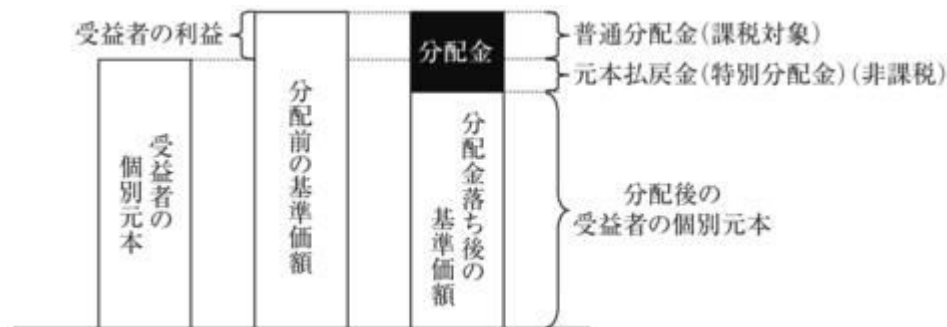 受益者の利益
分配金
普通分配金(課税対象)
元本払戻金(特別分配金)(非課税)
受益者の
個別元本
分配前の基準価額
分配金落ち後の
基準価額
分配後の
受益者の個別元本